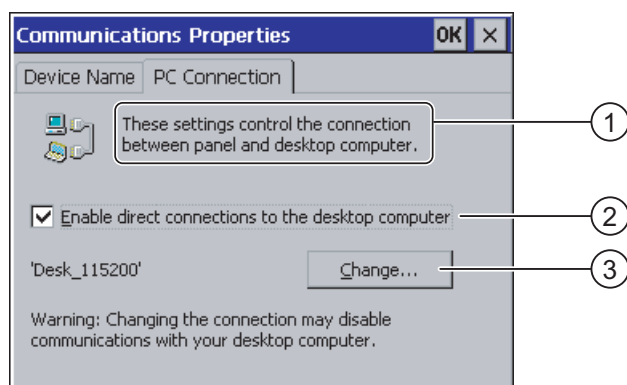 Communications Properties OK ×
Device Name PC Connection
These settings control the connection
between panel and desktop computer.
1
Enable direct connections to the desktop computer
2
'Desk_115200' Change...
3
Warning: Changing the connection may disable
communications with your desktop computer.